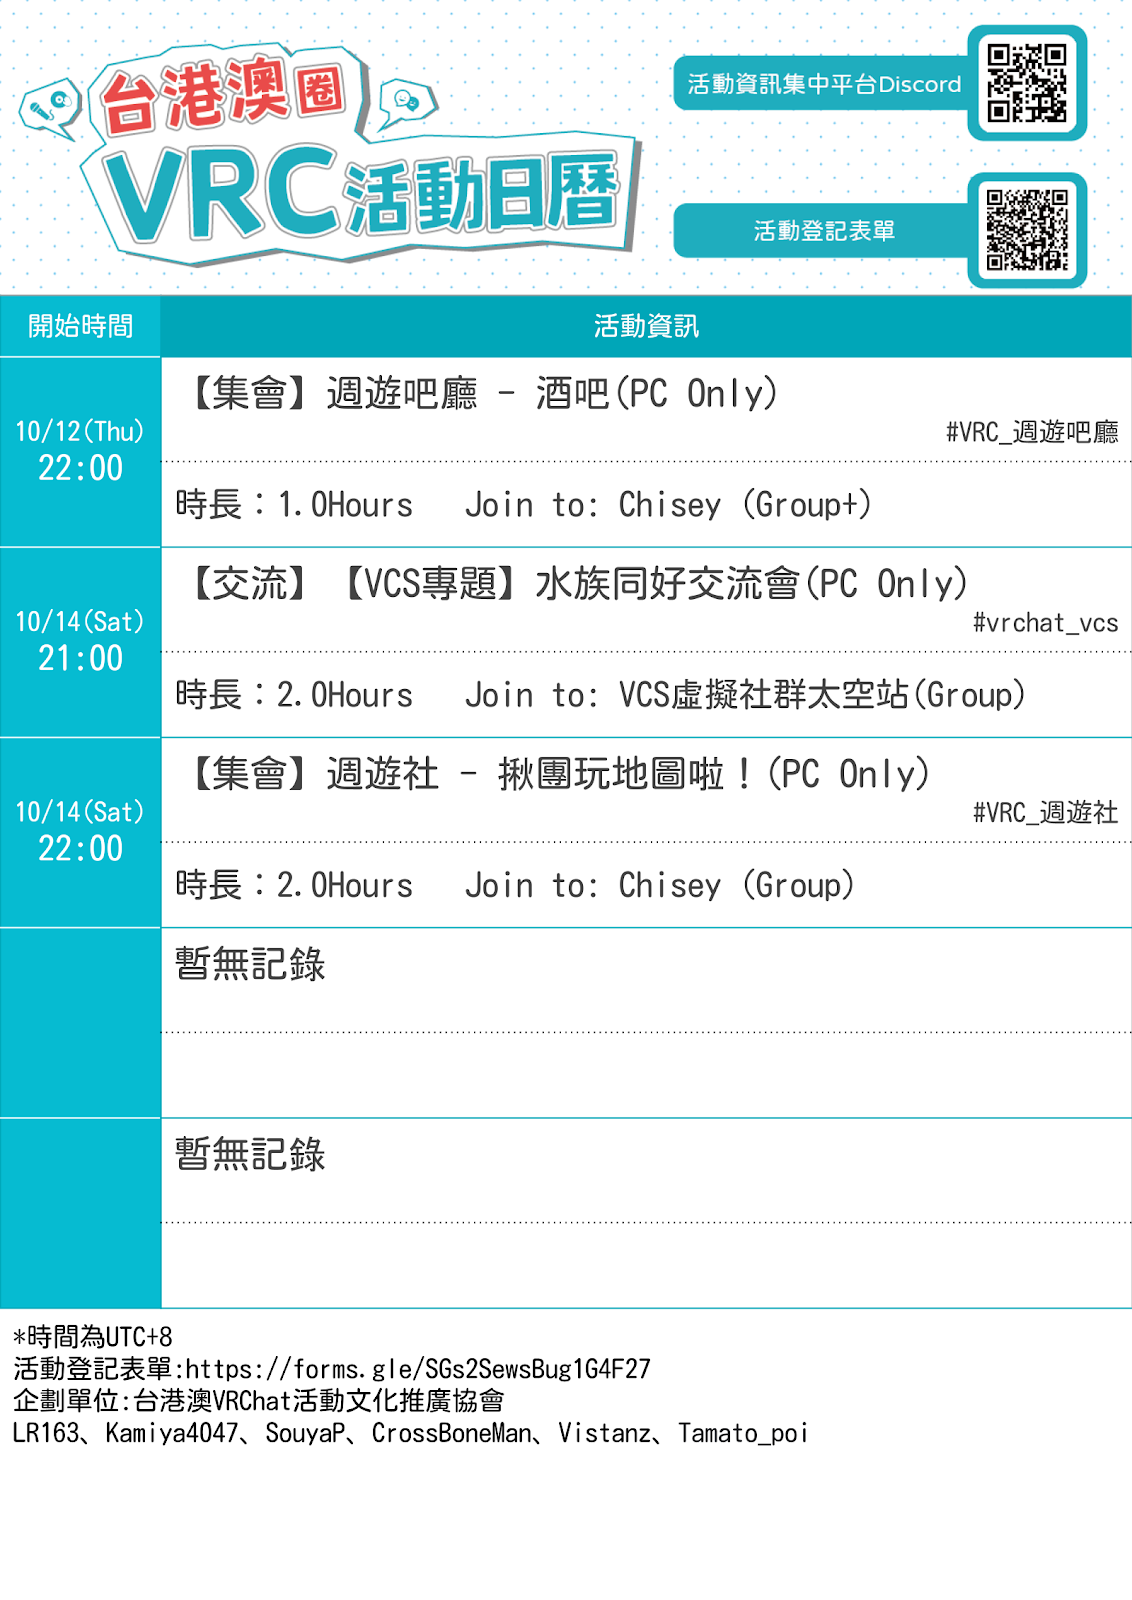 台港澳圈
VRC活動日曆
活動資訊集中平台Discord
活動登記表單
開始時間
活動資訊
10/12(Thu)
22:00
【集會】週遊吧廳 - 酒吧(PC Only)
#VRC_週遊吧廳
時長：1.0Hours Join to: Chisey (Group+)
10/14(Sat)
21:00
【交流】【VCS專題】水族同好交流會(PC Only)
#vrchat_vcs
時長：2.0Hours Join to: VCS虛擬社群太空站(Group)
10/14(Sat)
22:00
【集會】週遊社 - 揪團玩地圖啦！(PC Only)
#VRC_週遊社
時長：2.0Hours Join to: Chisey (Group)
暫無記錄
暫無記錄
*時間為UTC+8
活動登記表單:https://forms.gle/SGs2SewsBug1G4F27
企劃單位:台港澳VRChat活動文化推廣協會
LR163、Kamiya4047、SouyaP、CrossBoneMan、Vistanz、Tamato_poi